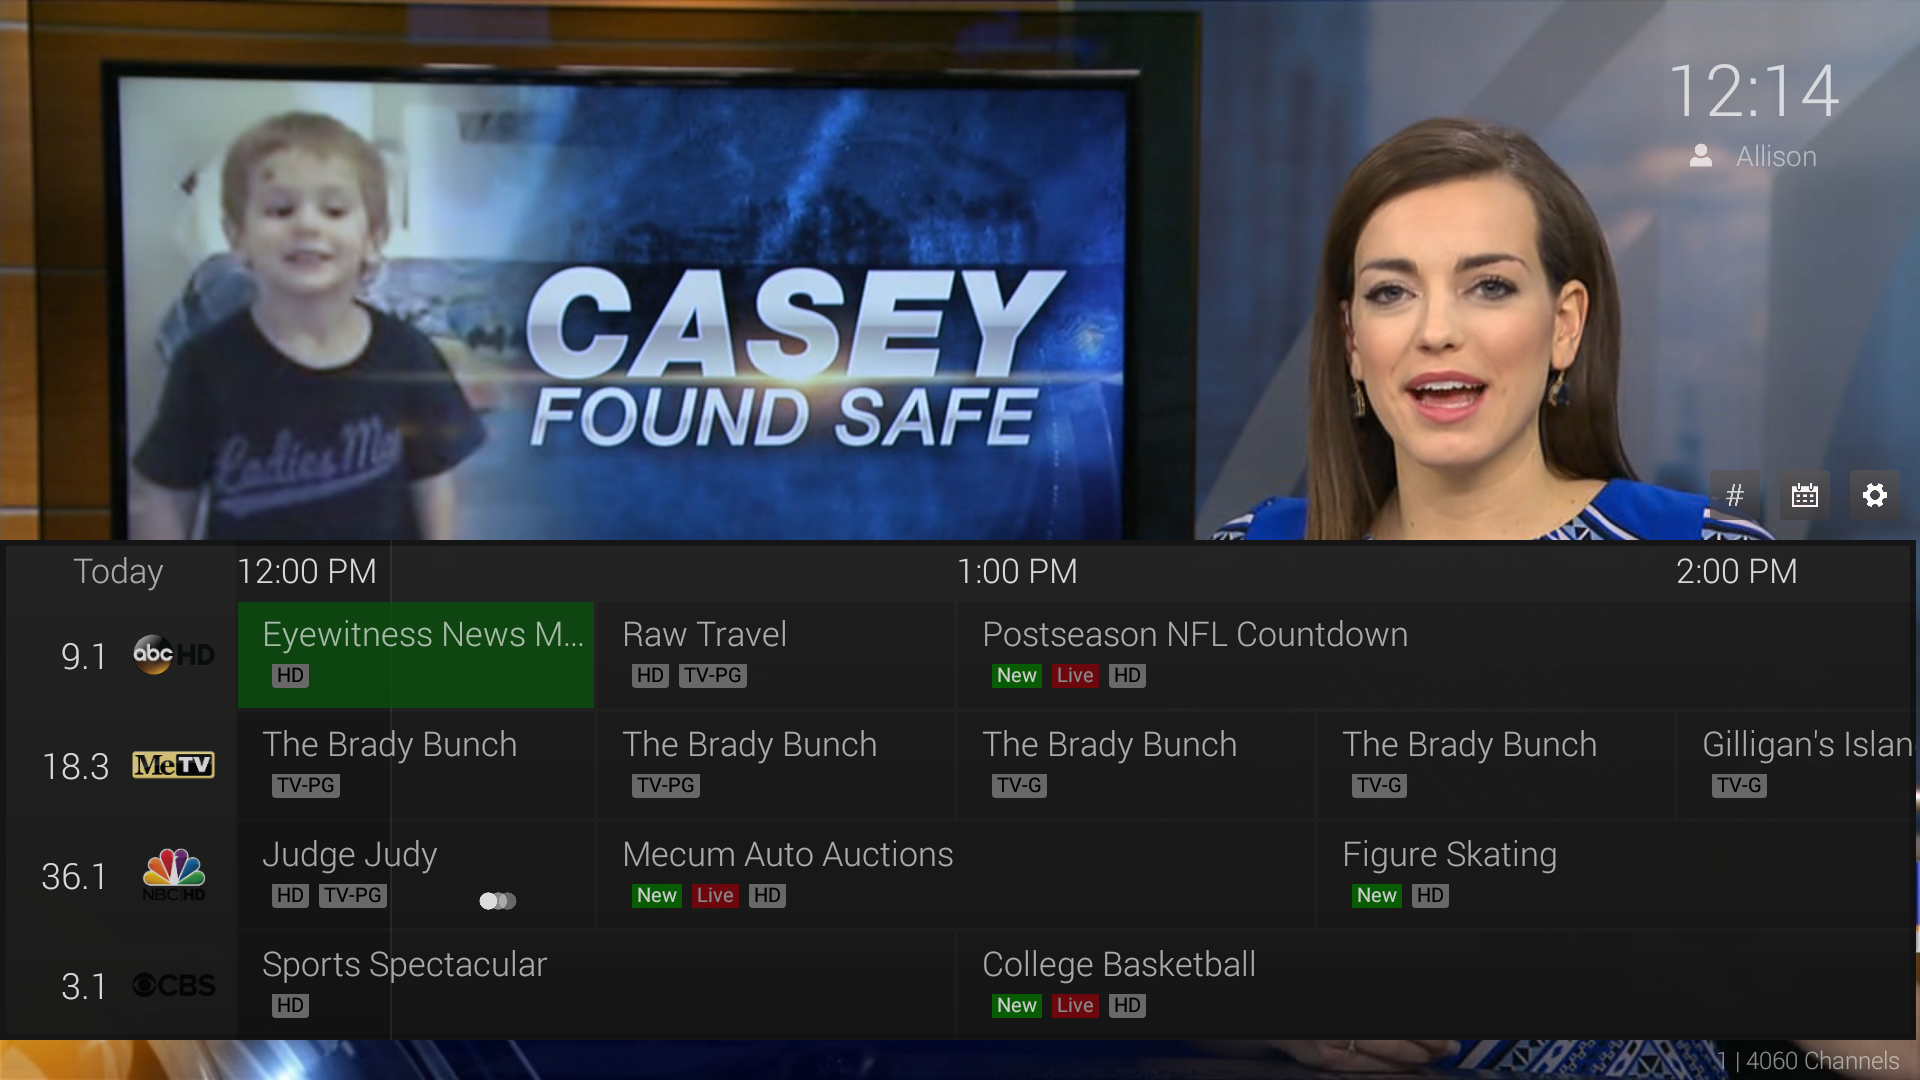 12:14
Allison
CASEY
FOUND SAFE
Ladies Ma
#
Today 12:00 PM 1:00 PM 2:00 PM
9.1 abc HD Eyewitness News M... Raw Travel Postseason NFL Countdown
HD HD TV-PG New Live HD
18.3 MeTV The Brady Bunch The Brady Bunch The Brady Bunch The Brady Bunch Gilligan's Islan
TV-PG TV-PG TV-G TV-G TV-G
36.1 NBC HD Judge Judy Mecum Auto Auctions Figure Skating
HD TV-PG New Live HD New HD
3.1 CBS Sports Spectacular College Basketball
HD New Live HD
1 | 4060 Channels